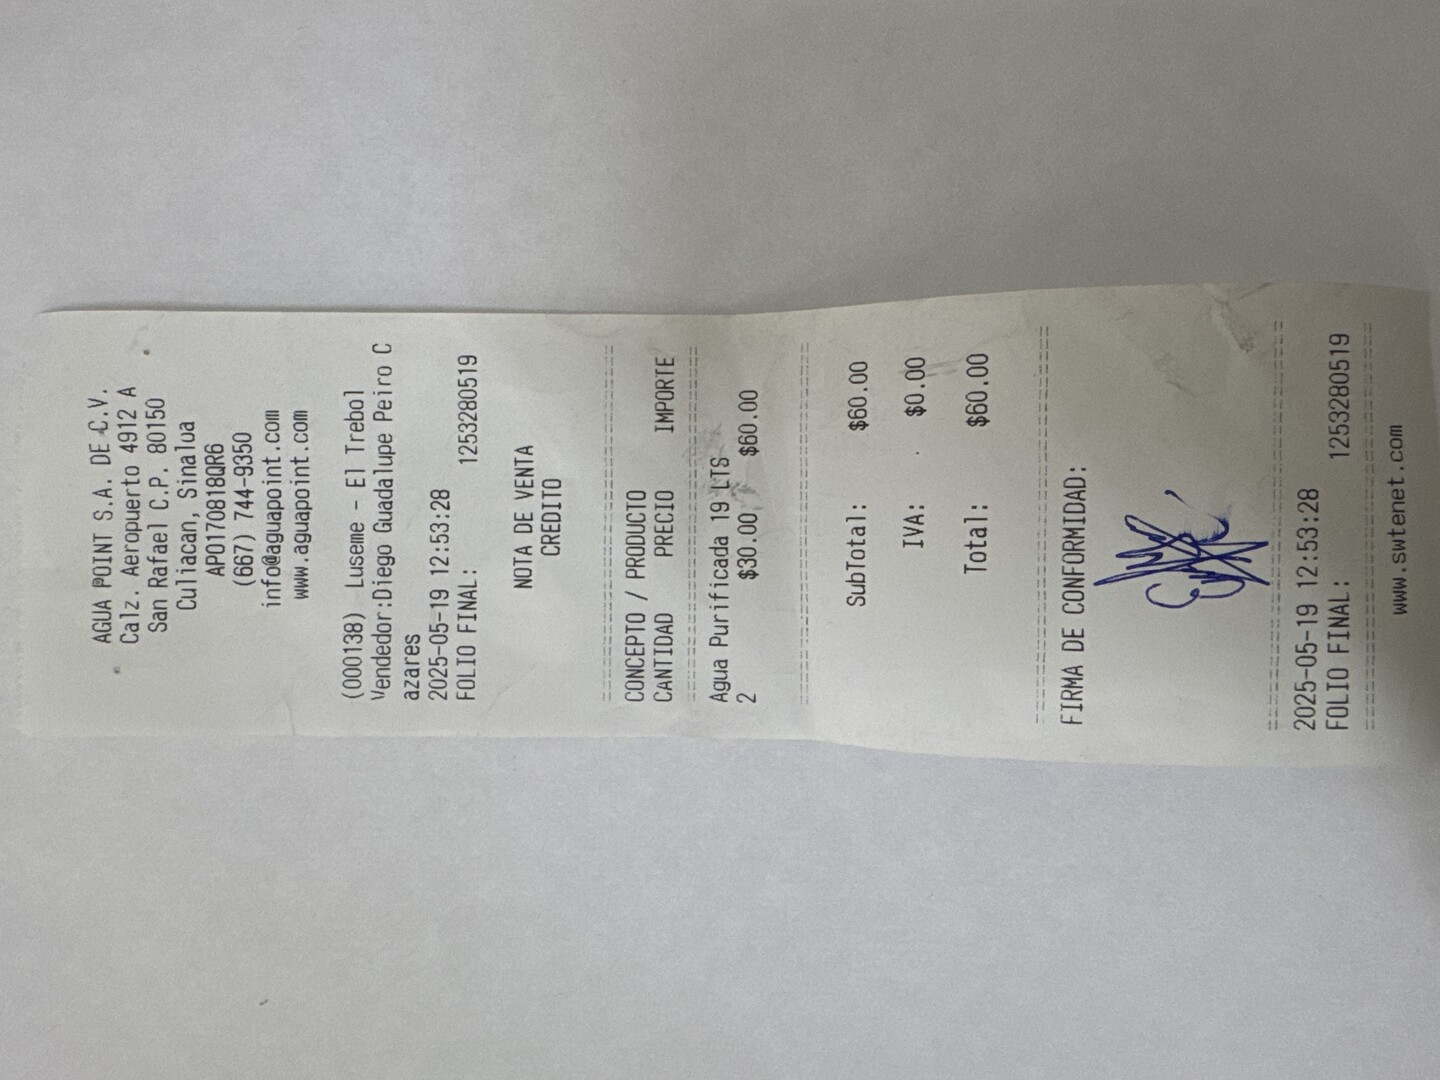 AGUA POINT S.A. DE C.V.
Calz. Aeropuerto 4912 A
San Rafael C.P. 80150
Culiacan, Sinaloa
APO170818QR6
(667) 744-9350
info@aguapoint.com
www.aguapoint.com
(000138) Luseme - El Trebol
Vendedor:Diego Guadalupe Peiro C
azares
2025-05-19 12:53:28
FOLIO FINAL: 1253280519
NOTA DE VENTA
CREDITO
CONCEPTO / PRODUCTO
CANTIDAD PRECIO IMPORTE
Agua Purificada 19 LTS
2 $30.00 $60.00
SubTotal: $60.00
IVA: $0.00
Total: $60.00
FIRMA DE CONFORMIDAD:
2025-05-19 12:53:28
FOLIO FINAL: 1253280519
www.swtenet.com